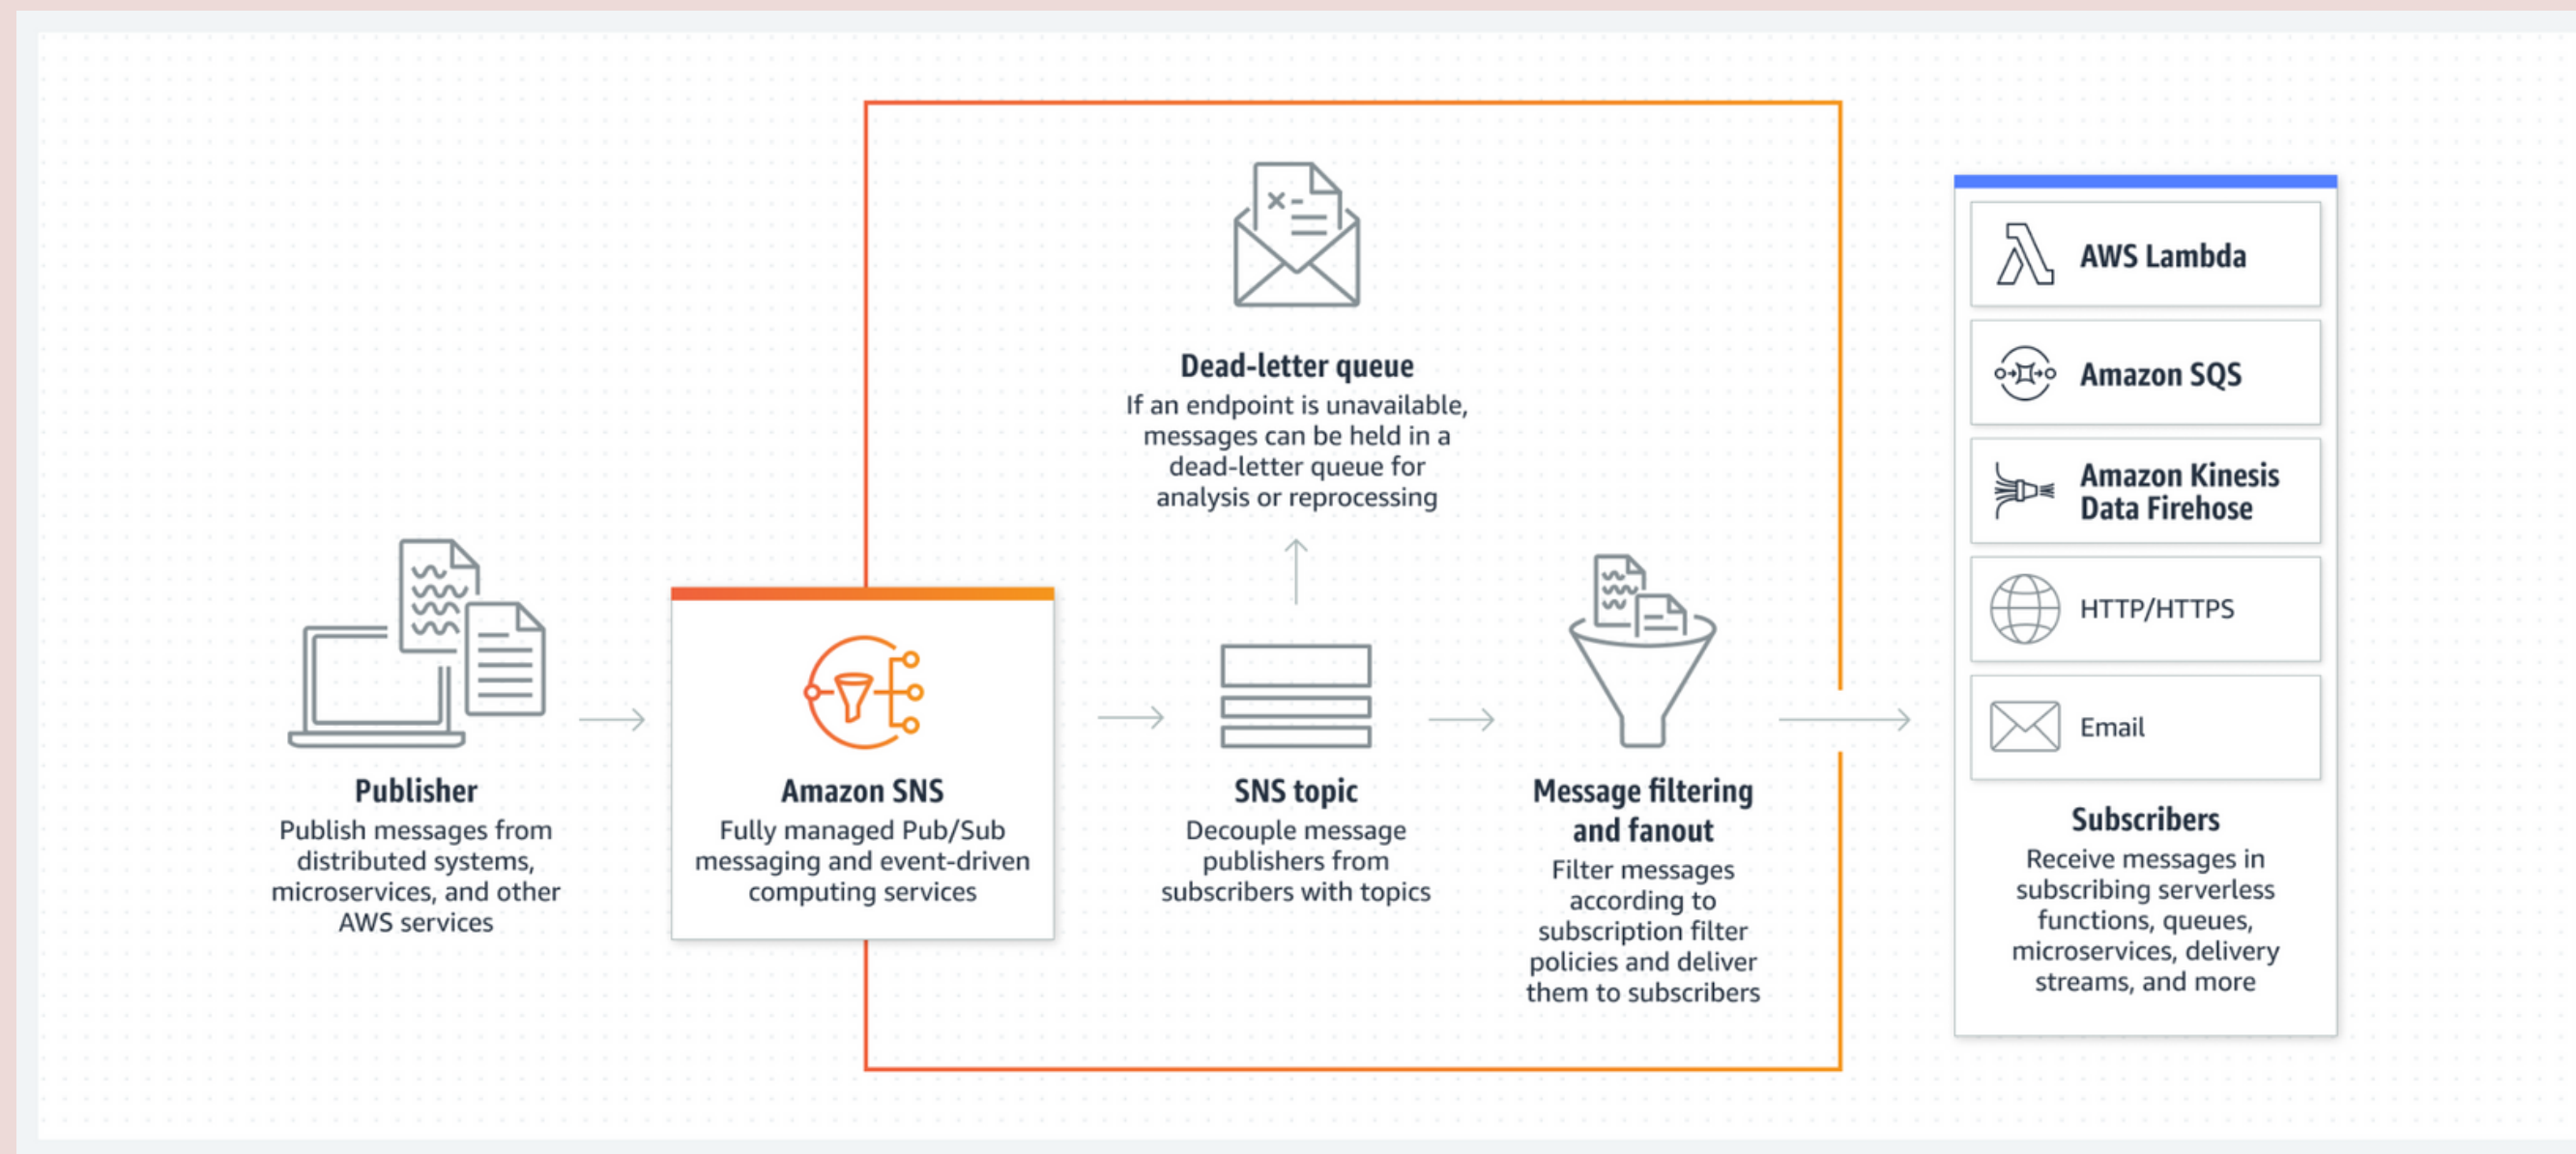 Publisher
Publish messages from
distributed systems,
microservices, and other
AWS services
Amazon SNS
Fully managed Pub/Sub
messaging and event-driven
computing services
Dead-letter queue
If an endpoint is unavailable,
messages can be held in a
dead-letter queue for
analysis or reprocessing
SNS topic
Decouple message
publishers from
subscribers with topics
Message filtering
and fanout
Filter messages
according to
subscription filter
policies and deliver
them to subscribers
AWS Lambda
Amazon SQS
Amazon Kinesis
Data Firehose
HTTP/HTTPS
Email
Subscribers
Receive messages in
subscribing serverless
functions, queues,
microservices, delivery
streams, and more